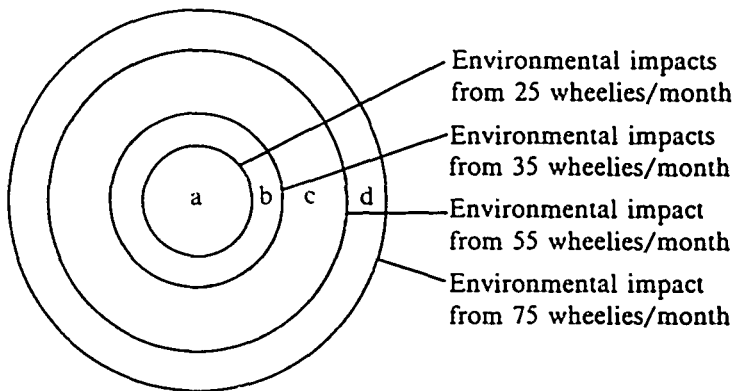 Environmental impacts
from 25 wheelies/month
Environmental impacts
from 35 wheelies/month
a b c d
Environmental impact
from 55 wheelies/month
Environmental impact
from 75 wheelies/month